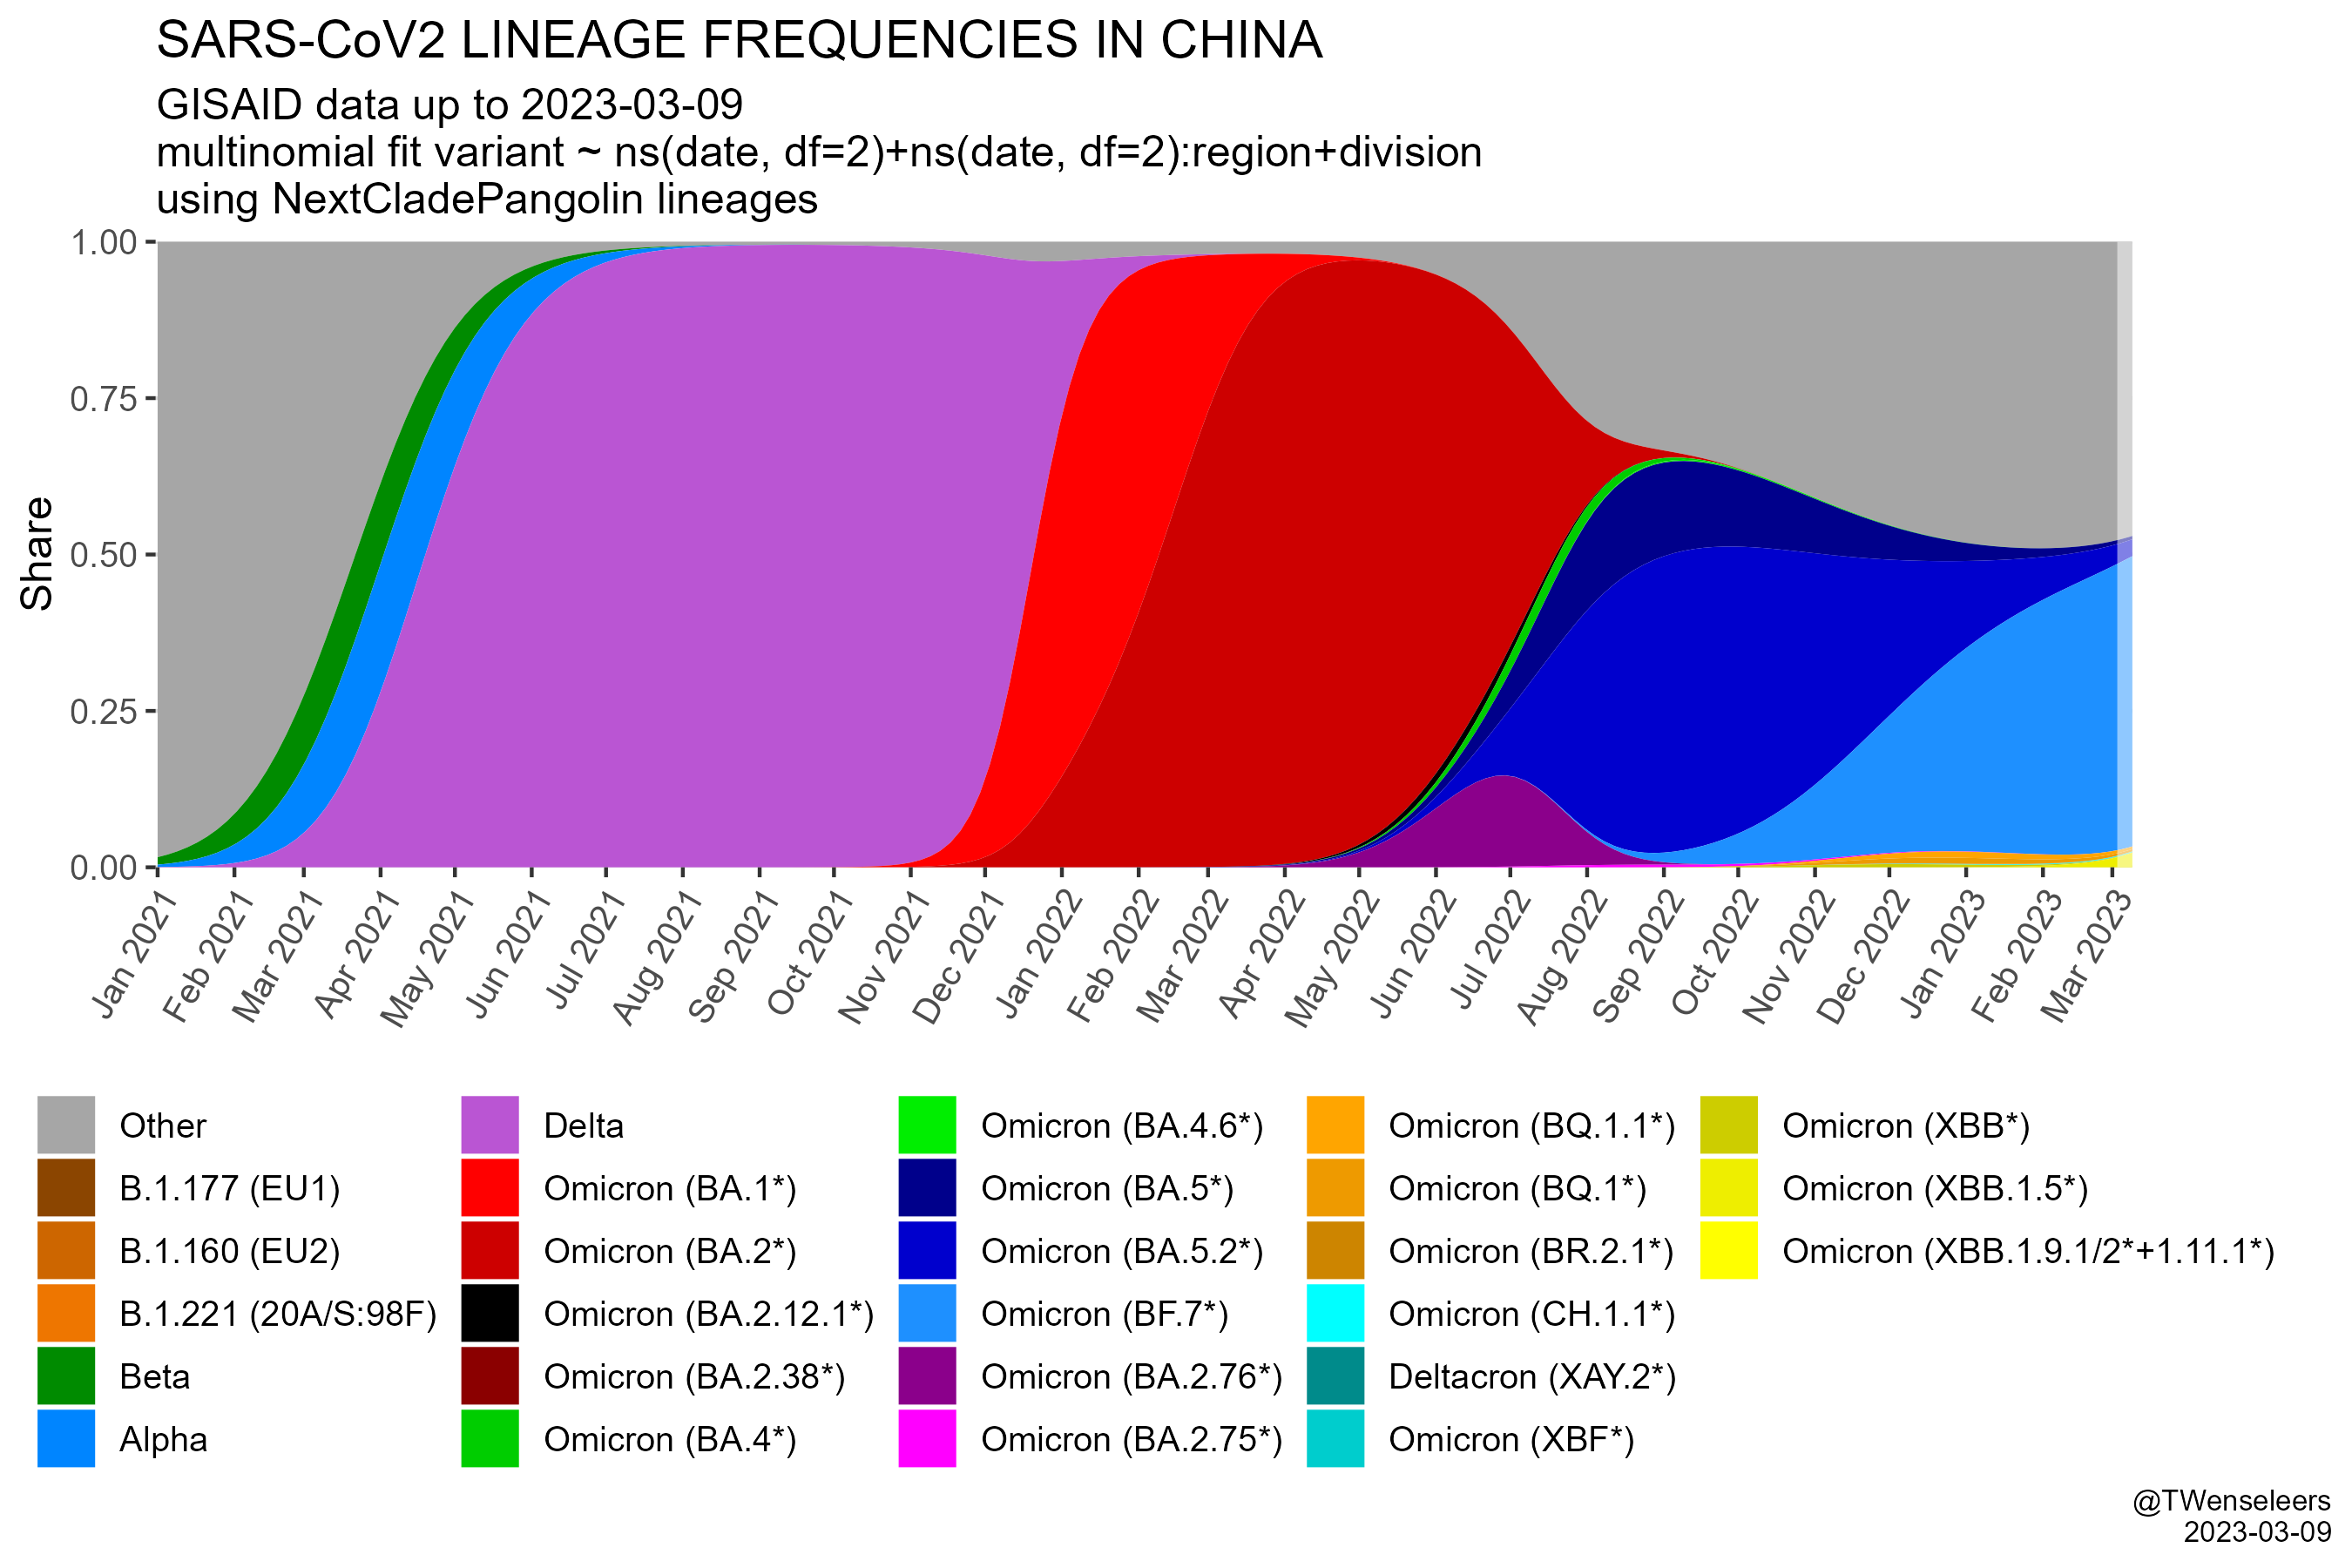 SARS-CoV2 LINEAGE FREQUENCIES IN CHINA
GISAID data up to 2023-03-09
multinomial fit variant ~ ns(date, df=2)+ns(date, df=2):region+division
using NextCladePangolin lineages
Share
1.00
0.75
0.50
0.25
0.00
Jan 2021
Feb 2021
Mar 2021
Apr 2021
May 2021
Jun 2021
Jul 2021
Aug 2021
Sep 2021
Oct 2021
Nov 2021
Dec 2021
Jan 2022
Feb 2022
Mar 2022
Apr 2022
May 2022
Jun 2022
Jul 2022
Aug 2022
Sep 2022
Oct 2022
Nov 2022
Dec 2022
Jan 2023
Feb 2023
Mar 2023
Other
B.1.177 (EU1)
B.1.160 (EU2)
B.1.221 (20A/S:98F)
Beta
Alpha
Delta
Omicron (BA.1*)
Omicron (BA.2*)
Omicron (BA.2.12.1*)
Omicron (BA.2.38*)
Omicron (BA.4*)
Omicron (BA.4.6*)
Omicron (BA.5*)
Omicron (BA.5.2*)
Omicron (BF.7*)
Omicron (BA.2.76*)
Omicron (BA.2.75*)
Omicron (BQ.1.1*)
Omicron (BQ.1*)
Omicron (BR.2.1*)
Omicron (CH.1.1*)
Deltacron (XAY.2*)
Omicron (XBF*)
Omicron (XBB*)
Omicron (XBB.1.5*)
Omicron (XBB.1.9.1/2*+1.11.1*)
@TWenseleers
2023-03-09